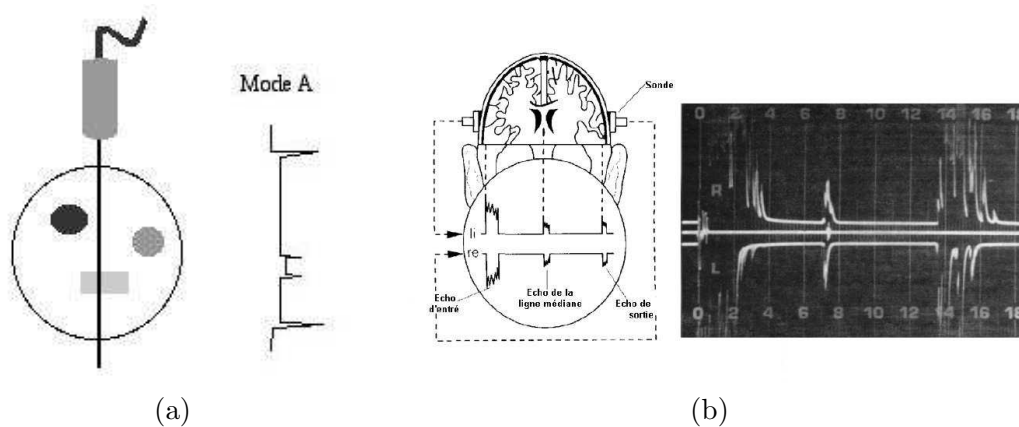 Mode A
Sonde
li
re
Echo
d'entré
Echo de la
ligne médiane
Echo de
sortie
0 2 4 6 8 10 12 14 16 18
R
L
0 2 4 6 8 10 12 14 16 18
(a)
(b)